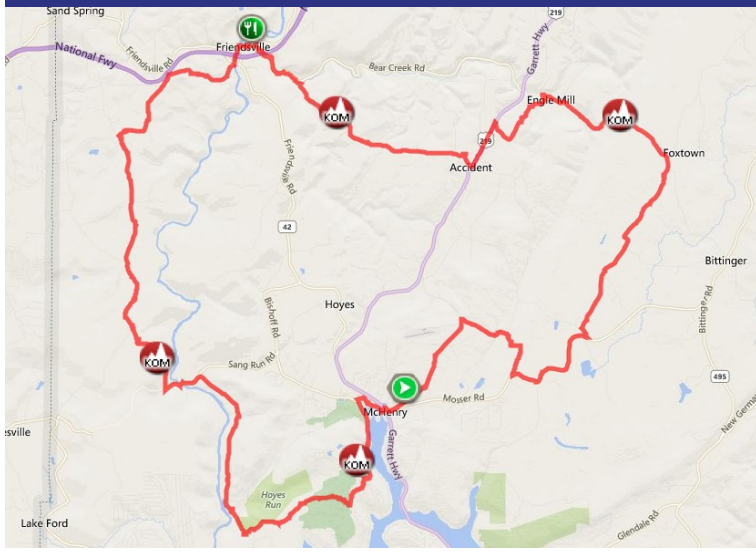 Sand Spring
219
Friendsville Rd
National Fwy
Friendsville
Garrett Hwy
Bear Creek Rd
Engle Mill
KOM
KOM
219
Foxtown
Accident
Friendsville Rd
42
Bittinger
Hoyes
Bittinger Rd
Bishoff Rd
KOM
Sang Run Rd
495
Mosser Rd
McHenry
esville
Garrett Hwy
New Germa
KOM
Hoyes
Run
Lake Ford
Glendale Rd